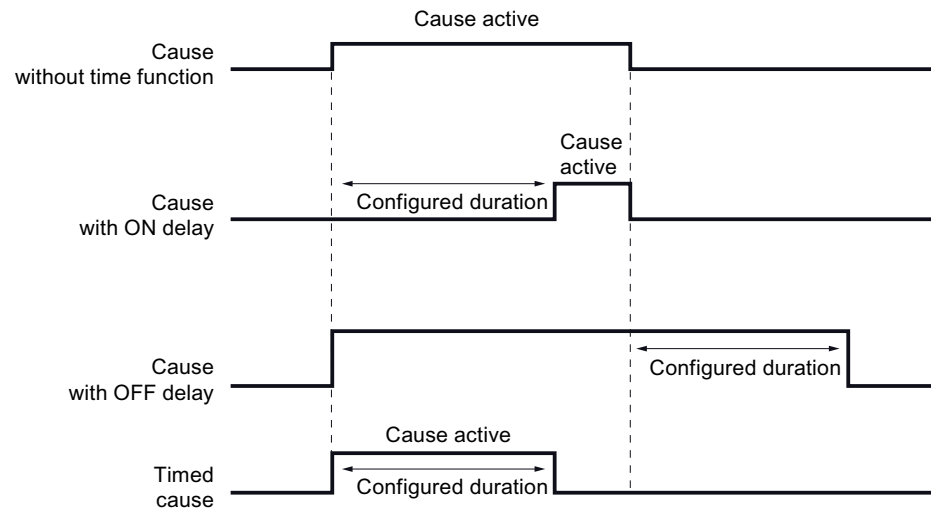 Cause active
Cause
without time function
Cause
active
Configured duration
Cause
with ON delay
Configured duration
Cause
with OFF delay
Cause active
Configured duration
Timed
cause